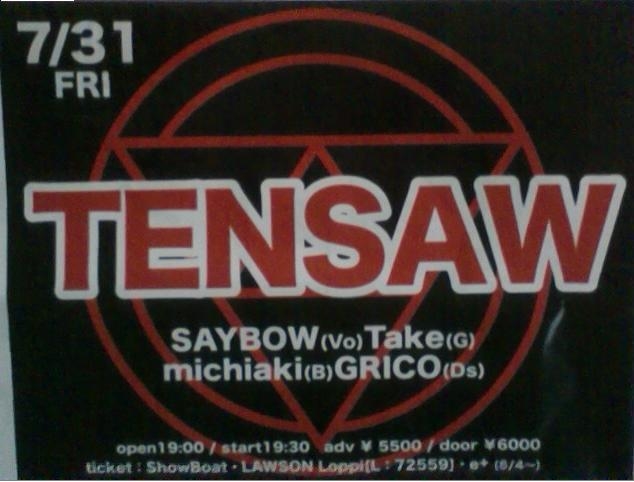 7/31
FRI
TENSAW
SAYBOW(Vo)Take(G)
michiaki(B)GRICO(Ds)
open19:00 / start19:30 adv ¥ 5500 / door ¥6000
ticket : ShowBoat・LAWSON Loppi[L : 72559]・e+ (6/4~)